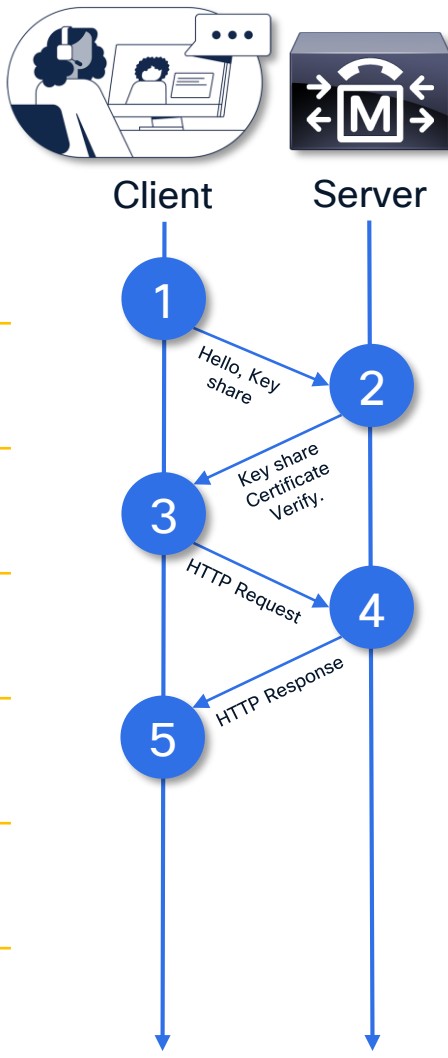 M
Client
Server
1
Hello, Key
share
2
Key share
Certificate
Verify.
3
HTTP Request
4
HTTP Response
5